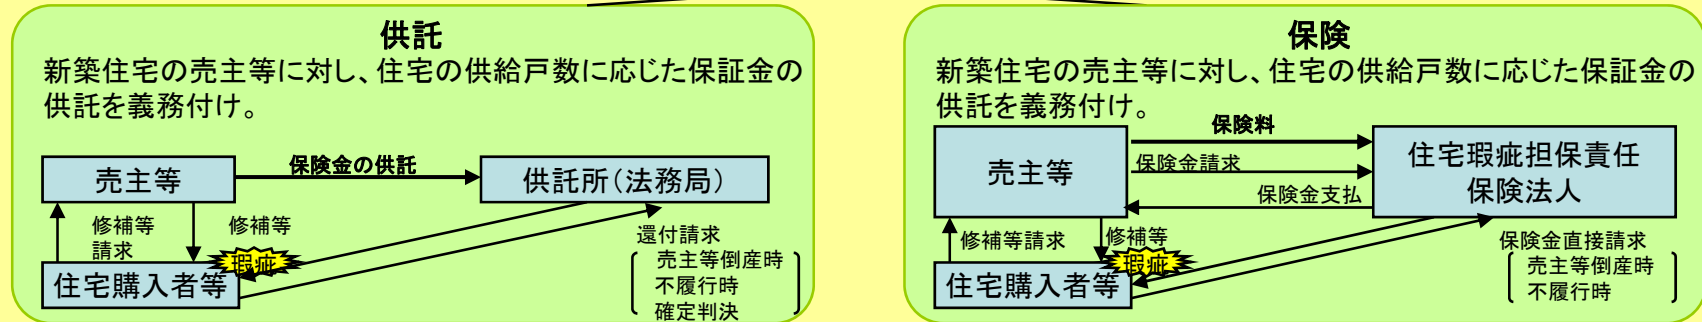 供託
新築住宅の売主等に対し、住宅の供給戸数に応じた保証金の
供託を義務付け。
売主等
保険金の供託
供託所(法務局)
修補等
請求
修補等
瑕疵
住宅購入者等
還付請求
売主等倒産時
不履行時
確定判決
保険
新築住宅の売主等に対し、住宅の供給戸数に応じた保証金の
供託を義務付け。
売主等
保険料
保険金請求
保険金支払
住宅瑕疵担保責任
保険法人
修補等請求
修補等
瑕疵
住宅購入者等
保険金直接請求
売主等倒産時
不履行時